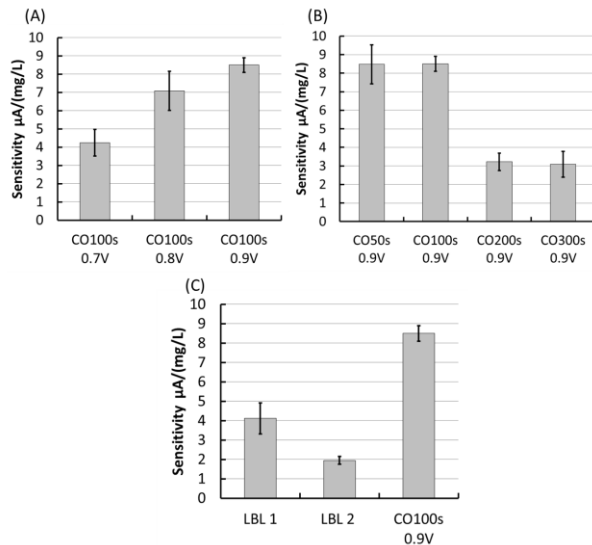 (A)
Sensitivity µA/(mg/L)
10
9
8
7
6
5
4
3
2
1
0
CO100s CO100s CO100s
0.7V 0.8V 0.9V
(B)
Sensitivity µA/(mg/L)
10
9
8
7
6
5
4
3
2
1
0
CO50s CO100s CO200s CO300s
0.9V 0.9V 0.9V 0.9V
(C)
Sensitivity µA/(mg/L)
10
9
8
7
6
5
4
3
2
1
0
LBL 1 LBL 2 CO100s
0.9V